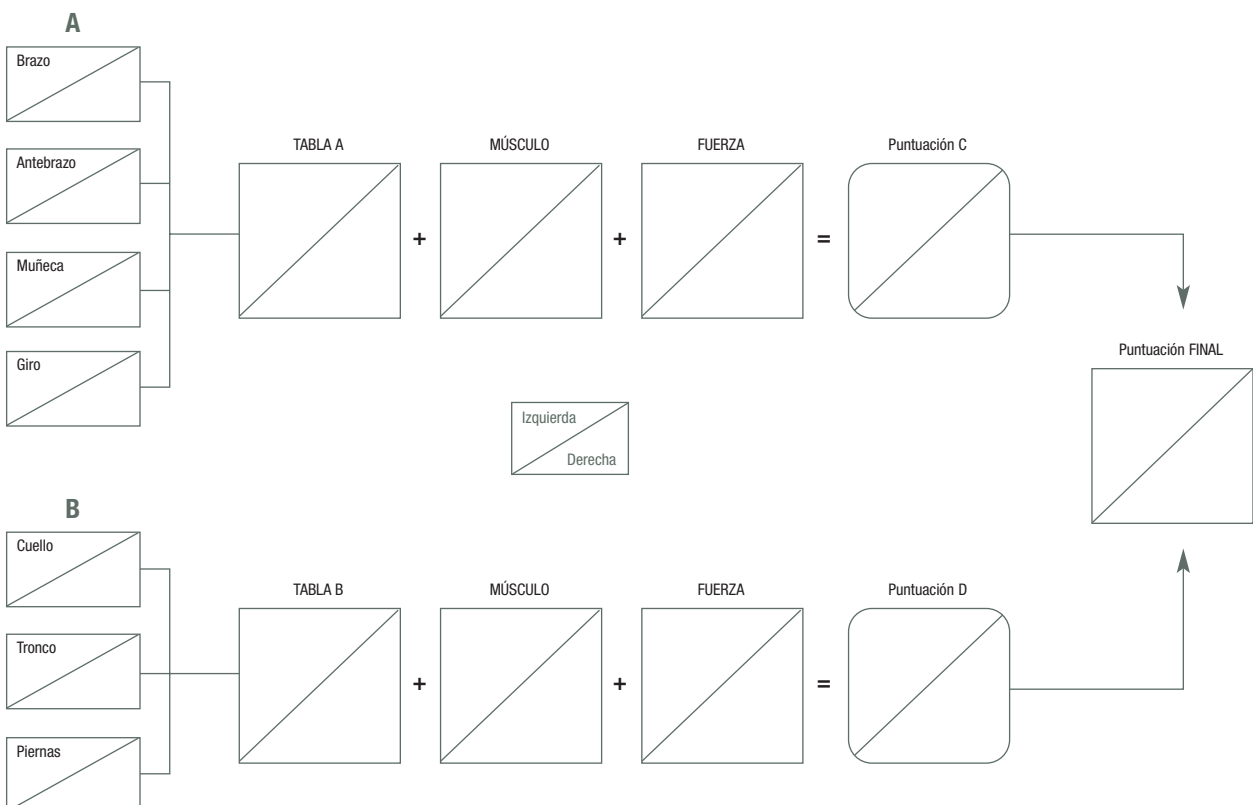 A
Brazo
Antebrazo
Muñeca
Giro
TABLA A
+
MÚSCULO
+
FUERZA
=
Puntuación C
Puntuación FINAL
Izquierda
Derecha
B
Cuello
Tronco
Piernas
TABLA B
+
MÚSCULO
+
FUERZA
=
Puntuación D